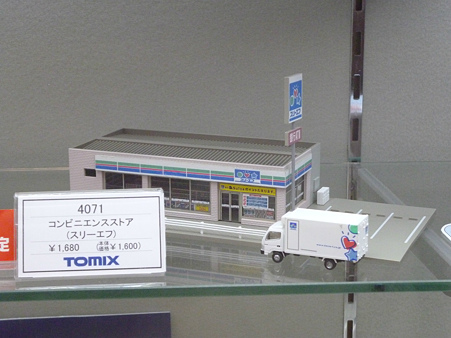 4071
コンビニエンスストア
(スリーエフ)
¥1,680 (本体価格 ¥1,600)
TOMIX
定